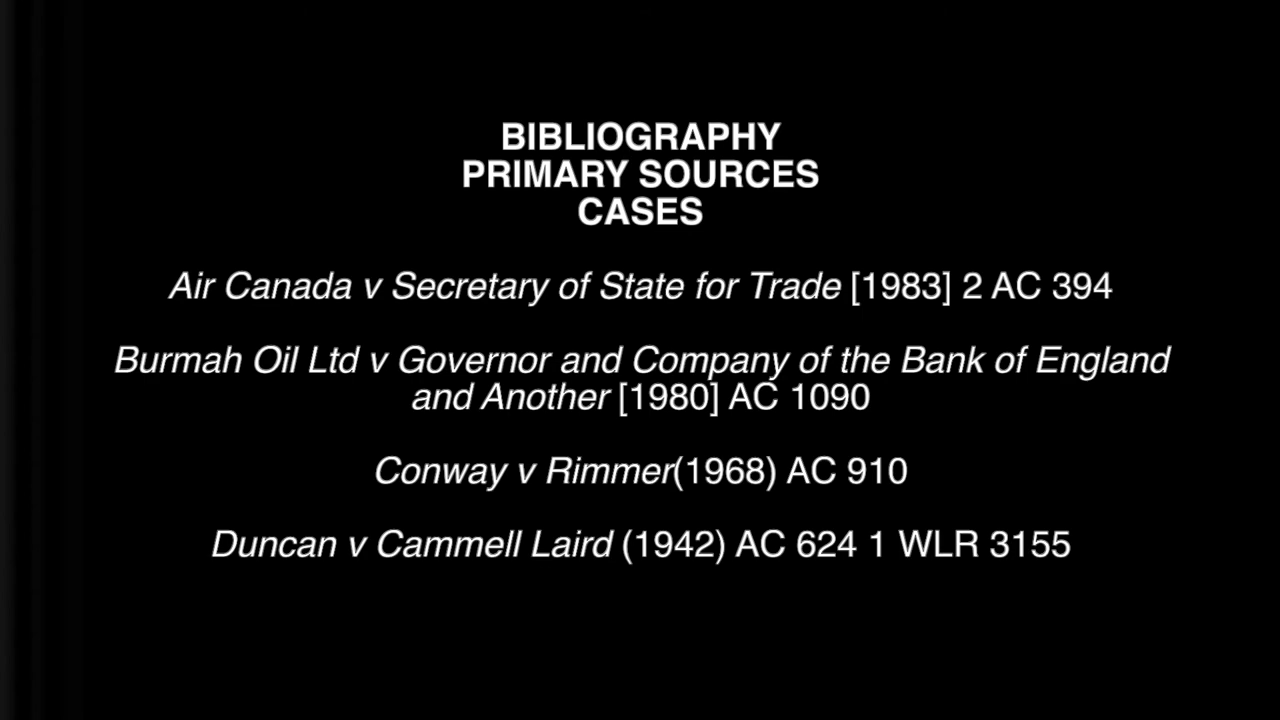 BIBLIOGRAPHY
PRIMARY SOURCES
CASES
Air Canada v Secretary of State for Trade [1983] 2 AC 394
Burmah Oil Ltd v Governor and Company of the Bank of England
and Another [1980] AC 1090
Conway v Rimmer(1968) AC 910
Duncan v Cammell Laird (1942) AC 624 1 WLR 3155